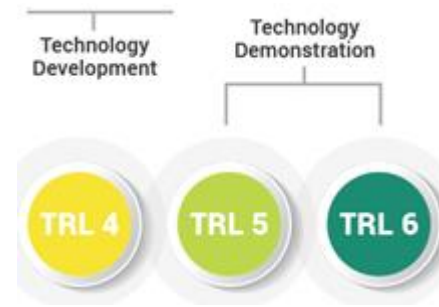 Technology
Development
Technology
Demonstration
TRL 4
TRL 5
TRL 6